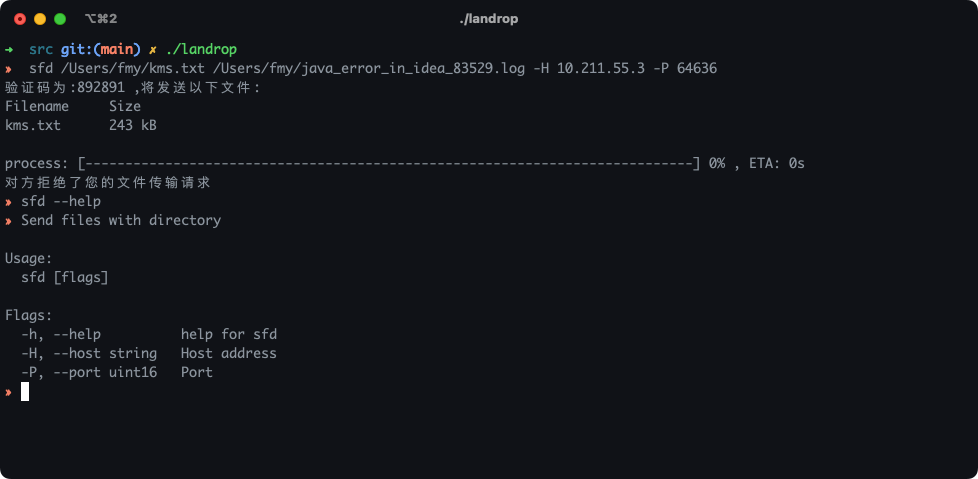 ⌥⌘2 ./landrop
→ src git:(main) ✗ ./landrop
» sfd /Users/fmy/kms.txt /Users/fmy/java_error_in_idea_83529.log -H 10.211.55.3 -P 64636
验证码为:892891 ,将发送以下文件:
Filename     Size
kms.txt      243 kB
process: [----------------------------------------------------------------------------] 0% , ETA: 0s
对方拒绝了您的文件传输请求
» sfd --help
» Send files with directory
Usage:
  sfd [flags]
Flags:
  -h, --help          help for sfd
  -H, --host string   Host address
  -P, --port uint16   Port
»